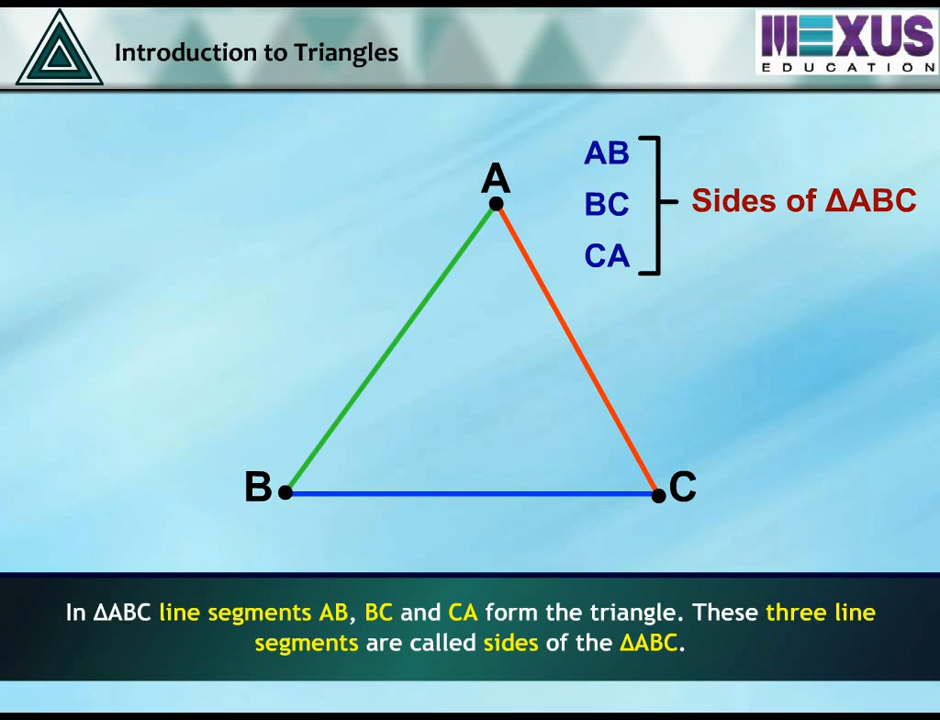 Introduction to Triangles
MEXUS
EDUCATION
A
AB
BC
CA
Sides of ΔABC
B
C
In ΔABC line segments AB, BC and CA form the triangle. These three line
segments are called sides of the ΔABC.